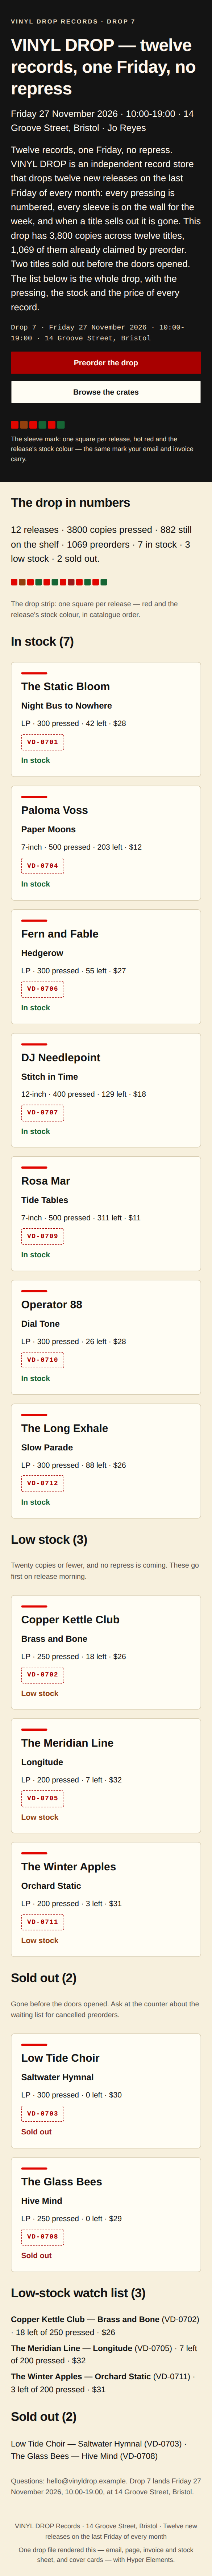 VINYL DROP RECORDS · DROP 7
VINYL DROP — twelve
records, one Friday, no
repress
Friday 27 November 2026 · 10:00-19:00 · 14
Groove Street, Bristol · Jo Reyes
Twelve records, one Friday, no repress.
VINYL DROP is an independent record store
that drops twelve new releases on the last
Friday of every month: every pressing is
numbered, every sleeve is on the wall for the
week, and when a title sells out it is gone. This
drop has 3,800 copies across twelve titles,
1,069 of them already claimed by preorder.
Two titles sold out before the doors opened.
The list below is the whole drop, with the
pressing, the stock and the price of every
record.
Drop 7 · Friday 27 November 2026 · 10:00-
19:00 · 14 Groove Street, Bristol
Preorder the drop
Browse the crates
The sleeve mark: one square per release, hot red and the
release's stock colour — the same mark your email and invoice
carry.
The drop in numbers
12 releases · 3800 copies pressed · 882 still
on the shelf · 1069 preorders · 7 in stock · 3
low stock · 2 sold out.
The drop strip: one square per release — red and the
release's stock colour, in catalogue order.
In stock (7)
The Static Bloom
Night Bus to Nowhere
LP · 300 pressed · 42 left · $28
VD-0701
In stock
Paloma Voss
Paper Moons
7-inch · 500 pressed · 203 left · $12
VD-0704
In stock
Fern and Fable
Hedgerow
LP · 300 pressed · 55 left · $27
VD-0706
In stock
DJ Needlepoint
Stitch in Time
12-inch · 400 pressed · 129 left · $18
VD-0707
In stock
Rosa Mar
Tide Tables
7-inch · 500 pressed · 311 left · $11
VD-0709
In stock
Operator 88
Dial Tone
LP · 300 pressed · 26 left · $28
VD-0710
In stock
The Long Exhale
Slow Parade
LP · 300 pressed · 88 left · $26
VD-0712
In stock
Low stock (3)
Twenty copies or fewer, and no repress is coming. These go
first on release morning.
Copper Kettle Club
Brass and Bone
LP · 250 pressed · 18 left · $26
VD-0702
Low stock
The Meridian Line
Longitude
LP · 200 pressed · 7 left · $32
VD-0705
Low stock
The Winter Apples
Orchard Static
LP · 200 pressed · 3 left · $31
VD-0711
Low stock
Sold out (2)
Gone before the doors opened. Ask at the counter about the
waiting list for cancelled preorders.
Low Tide Choir
Saltwater Hymnal
LP · 300 pressed · 0 left · $30
VD-0703
Sold out
The Glass Bees
Hive Mind
LP · 250 pressed · 0 left · $29
VD-0708
Sold out
Low-stock watch list (3)
Copper Kettle Club — Brass and Bone (VD-0702)
· 18 left of 250 pressed · $26
The Meridian Line — Longitude (VD-0705) · 7 left
of 200 pressed · $32
The Winter Apples — Orchard Static (VD-0711) ·
3 left of 200 pressed · $31
Sold out (2)
Low Tide Choir — Saltwater Hymnal (VD-0703) ·
The Glass Bees — Hive Mind (VD-0708)
Questions: hello@vinyldrop.example. Drop 7 lands Friday 27
November 2026, 10:00-19:00, at 14 Groove Street, Bristol.
VINYL DROP Records · 14 Groove Street, Bristol · Twelve new
releases on the last Friday of every month
One drop file rendered this — email, page, invoice and stock
sheet, and cover cards — with Hyper Elements.